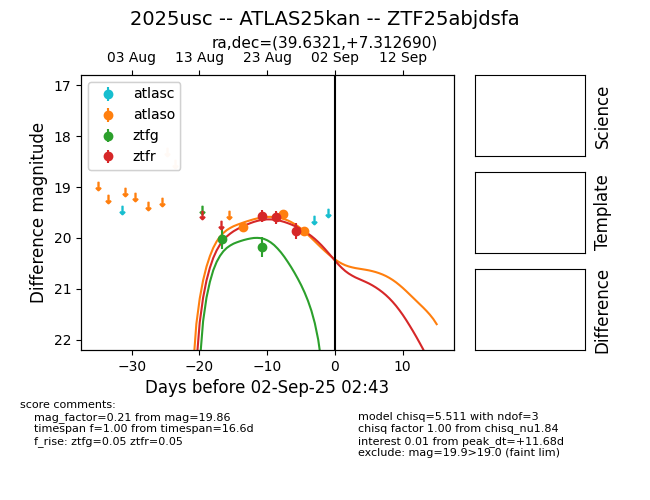 2025usc -- ATLAS25kan -- ZTF25abjdsfa
ra,dec=(39.6321,+7.312690)
03 Aug 13 Aug 23 Aug 02 Sep 12 Sep
atlasc
atlaso
ztfg
ztfr
17
18
19
20
21
22
Difference magnitude
−30 −20 −10 0 10
Days before 02-Sep-25 02:43
Science
Template
Difference
score comments:
mag_factor=0.21 from mag=19.86
timespan f=1.00 from timespan=16.6d
f_rise: ztfg=0.05 ztfr=0.05
model chisq=5.511 with ndof=3
chisq factor 1.00 from chisq_nu1.84
interest 0.01 from peak_dt=+11.68d
exclude: mag=19.9>19.0 (faint lim)